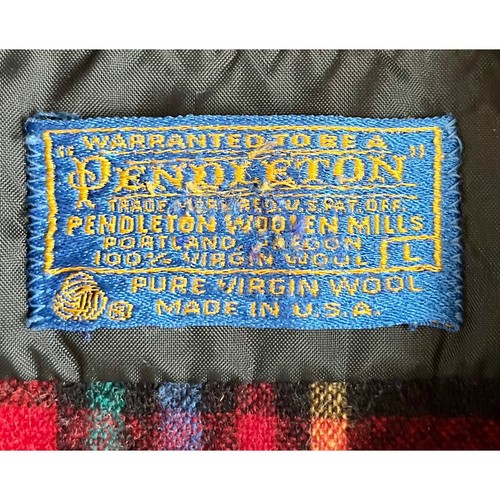 WARRANTED TO BE A
"PENDLETON"
TRADE MARK REG. U.S. PAT. OFF.
PENDLETON WOOLEN MILLS
PORTLAND, OREGON
100% VIRGIN WOOL L
PURE VIRGIN WOOL
® MADE IN U.S.A.